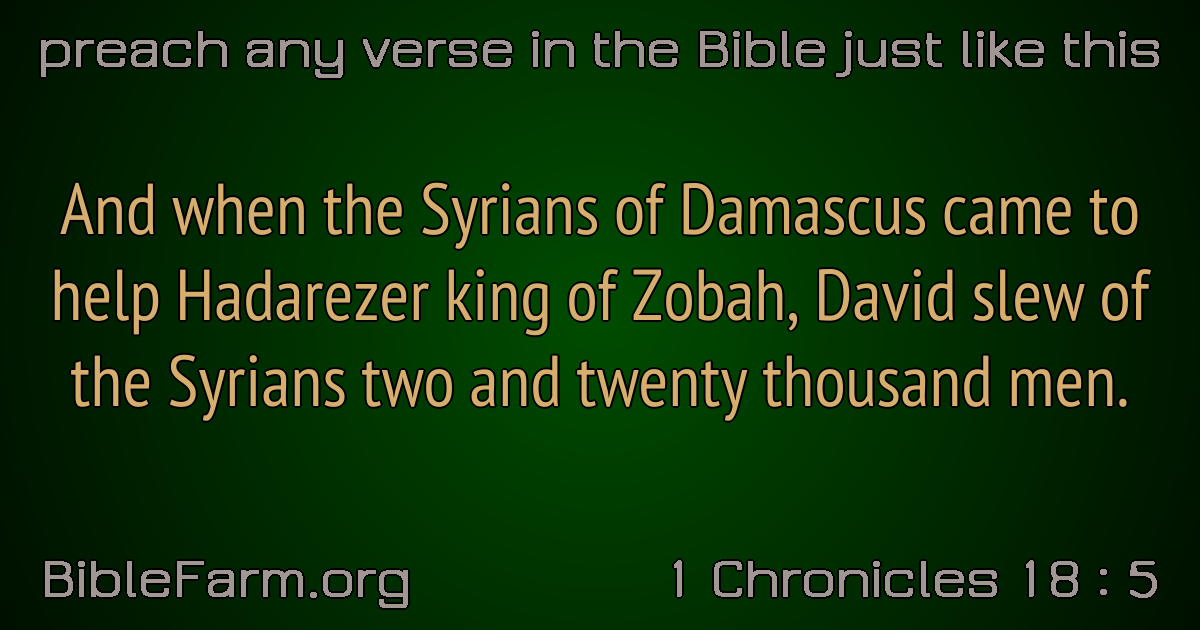 preach any verse in the Bible just like this
And when the Syrians of Damascus came to
help Hadarezer king of Zobah, David slew of
the Syrians two and twenty thousand men.
BibleFarm.org
1 Chronicles 18 : 5